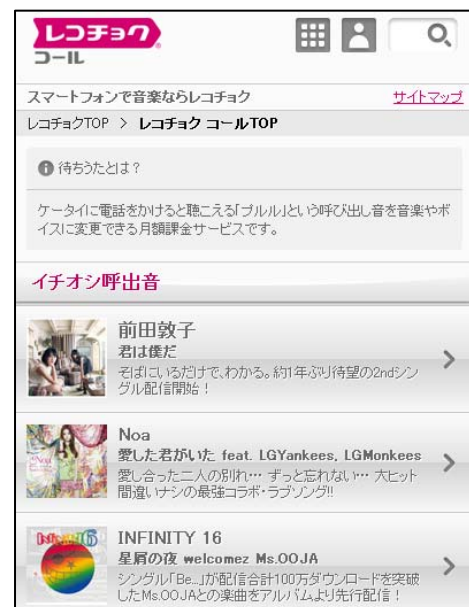 レコチョク
コール
スマートフォンで音楽ならレコチョク サイトマップ
レコチョクTOP > レコチョク コールTOP
待ちうたとは？
ケータイに電話をかけると聴こえる「プルル」という呼び出し音を音楽やボ
イスに変更できる月額課金サービスです。
イチオシ呼出音
前田敦子
君は僕だ
そばにいるだけで、わかる。約1年ぶり待望の2ndシン
グル配信開始！
Noa
愛した君がいた feat. LGYankees, LGMonkees
愛し合った二人の別れ… ずっと忘れない… 大ヒット
間違いナシの最強コラボ・ラブソング!!
INFINITY 16
星屑の夜 welcomez Ms.OOJA
シングル「Be...」が配信合計100万ダウンロードを突破
したMs.OOJAとの楽曲をアルバムより先行配信！